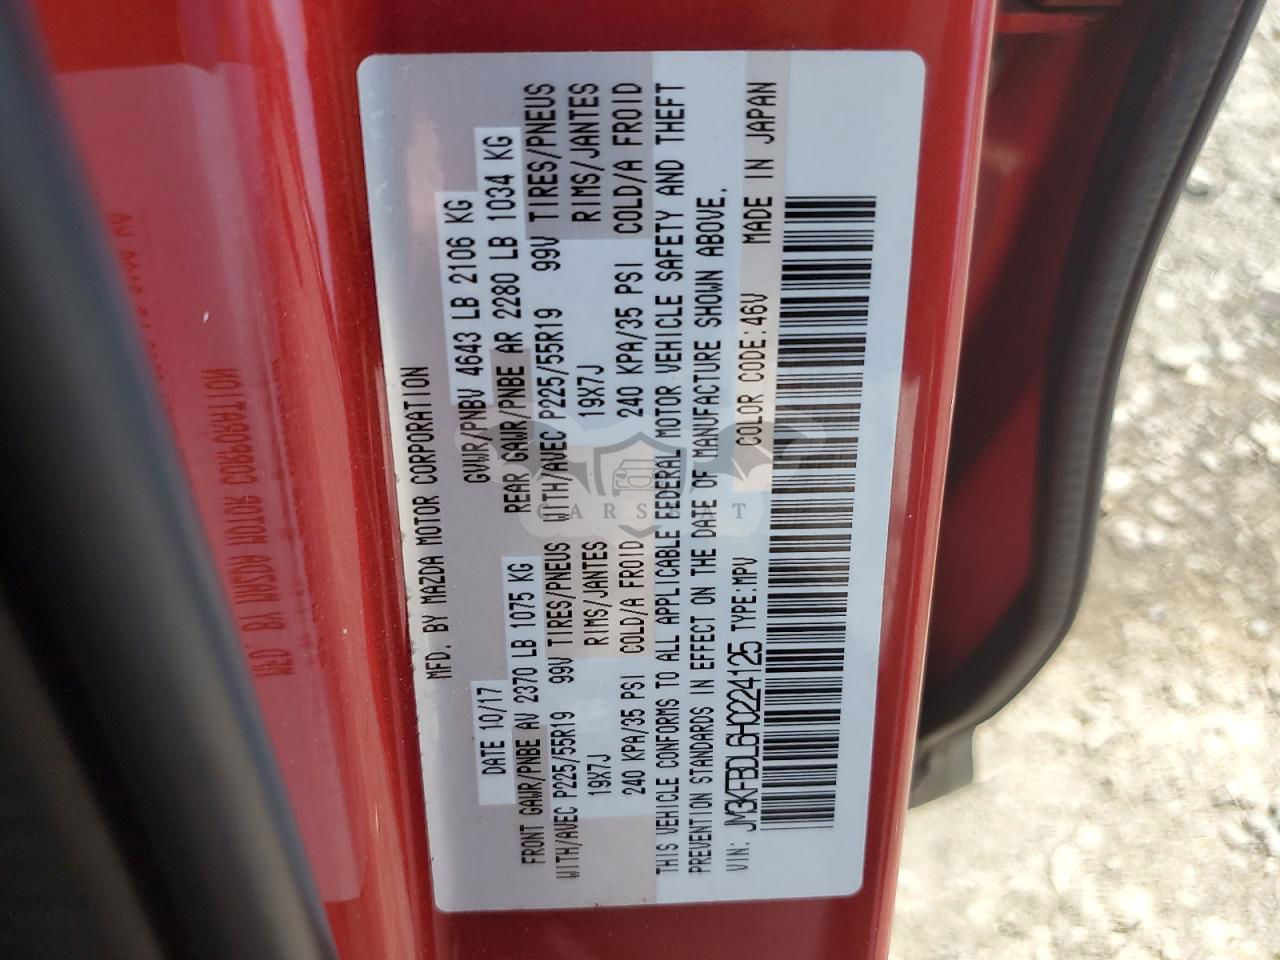 MFD. BY MAZDA MOTOR CORPORATION
DATE 10/17 GVWR/PNBV 4643 LB 2106 KG
FRONT GAWR/PNBE AV 2370 LB 1075 KG REAR GAWR/PNBE AR 2280 LB 1034 KG
WITH/AVEC P225/55R19 99V TIRES/PNEUS WITH/AVEC P225/55R19 99V TIRES/PNEUS
19X7J RIMS/JANTES 19X7J RIMS/JANTES
240 KPA/35 PSI COLD/A FROID 240 KPA/35 PSI COLD/A FROID
THIS VEHICLE CONFORMS TO ALL APPLICABLE FEDERAL MOTOR VEHICLE SAFETY AND THEFT
PREVENTION STANDARDS IN EFFECT ON THE DATE OF MANUFACTURE SHOWN ABOVE.
VIN: JM3KFBDL6H0224125 TYPE:MPV COLOR CODE:46V MADE IN JAPAN